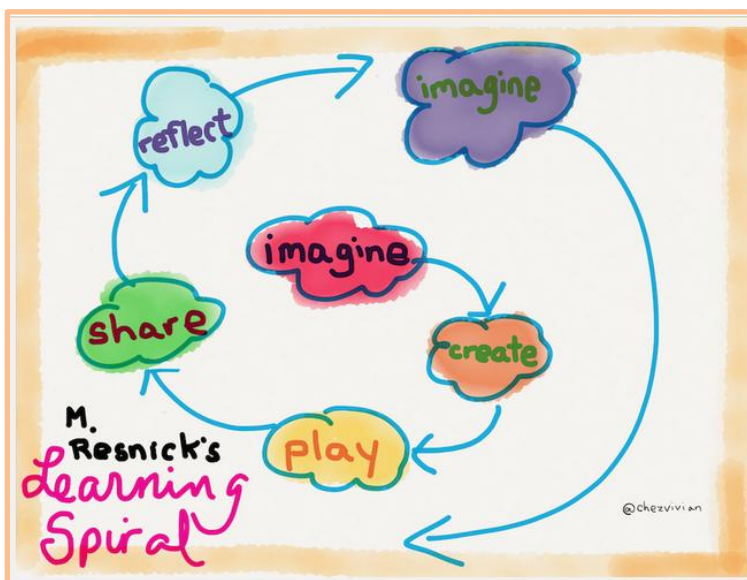 imagine
reflect
imagine
share
create
play
M.
Resnick's
Learning
Spiral
@chezvivian